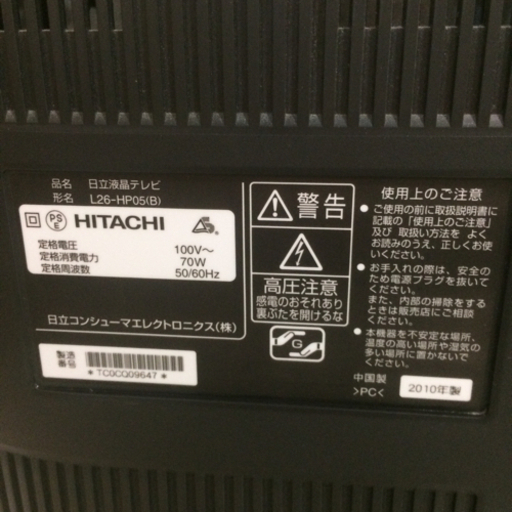 品名 日立液晶テレビ
形名 L26-HP05(B)
PS
E
HITACHI
定格電圧 100V～
定格消費電力 70W
定格周波数 50/60Hz
日立コンシューマエレクトロニクス(株)
製造
番号
* TC0CQ09647 *
警告
高圧注意
感電のおそれあり
裏ぶたを開けるな
G
使用上のご注意
● ご使用の前に取扱説明書に
記載の「使用上のご注意」
及び 取扱い方法を よく
お読みのうえ、正しくお使
いください。
● お手入れの際は、安全の
ため電源プラグを抜いて
ください。
また、内部の掃除をする
ときは販売店にご相談
ください。
● 本機器を不安定な場所、
温度の高い場所や湿気の
多い場所に置かないで
ください。
中国製
>PC<
2010年製